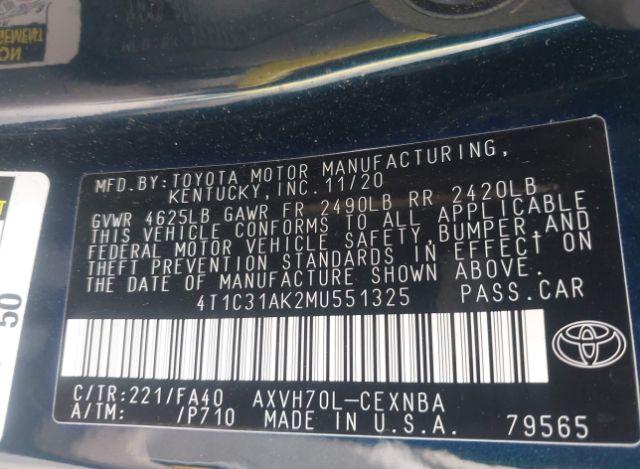 MFD.BY:TOYOTA MOTOR MANUFACTURING,
KENTUCKY, INC. 11/20
GVWR 4625LB GAWR FR 2490LB RR 2420LB
THIS VEHICLE CONFORMS TO ALL APPLICABLE
FEDERAL MOTOR VEHICLE SAFETY, BUMPER, AND
THEFT PREVENTION STANDARDS IN EFFECT ON
THE DATE OF MANUFACTURE SHOWN ABOVE.
4T1C31AK2MU551325 PASS.CAR
C/TR:221/FA40 AXVH70L-CEXNBA
A/TM: /P710 MADE IN U.S.A. 79565
50